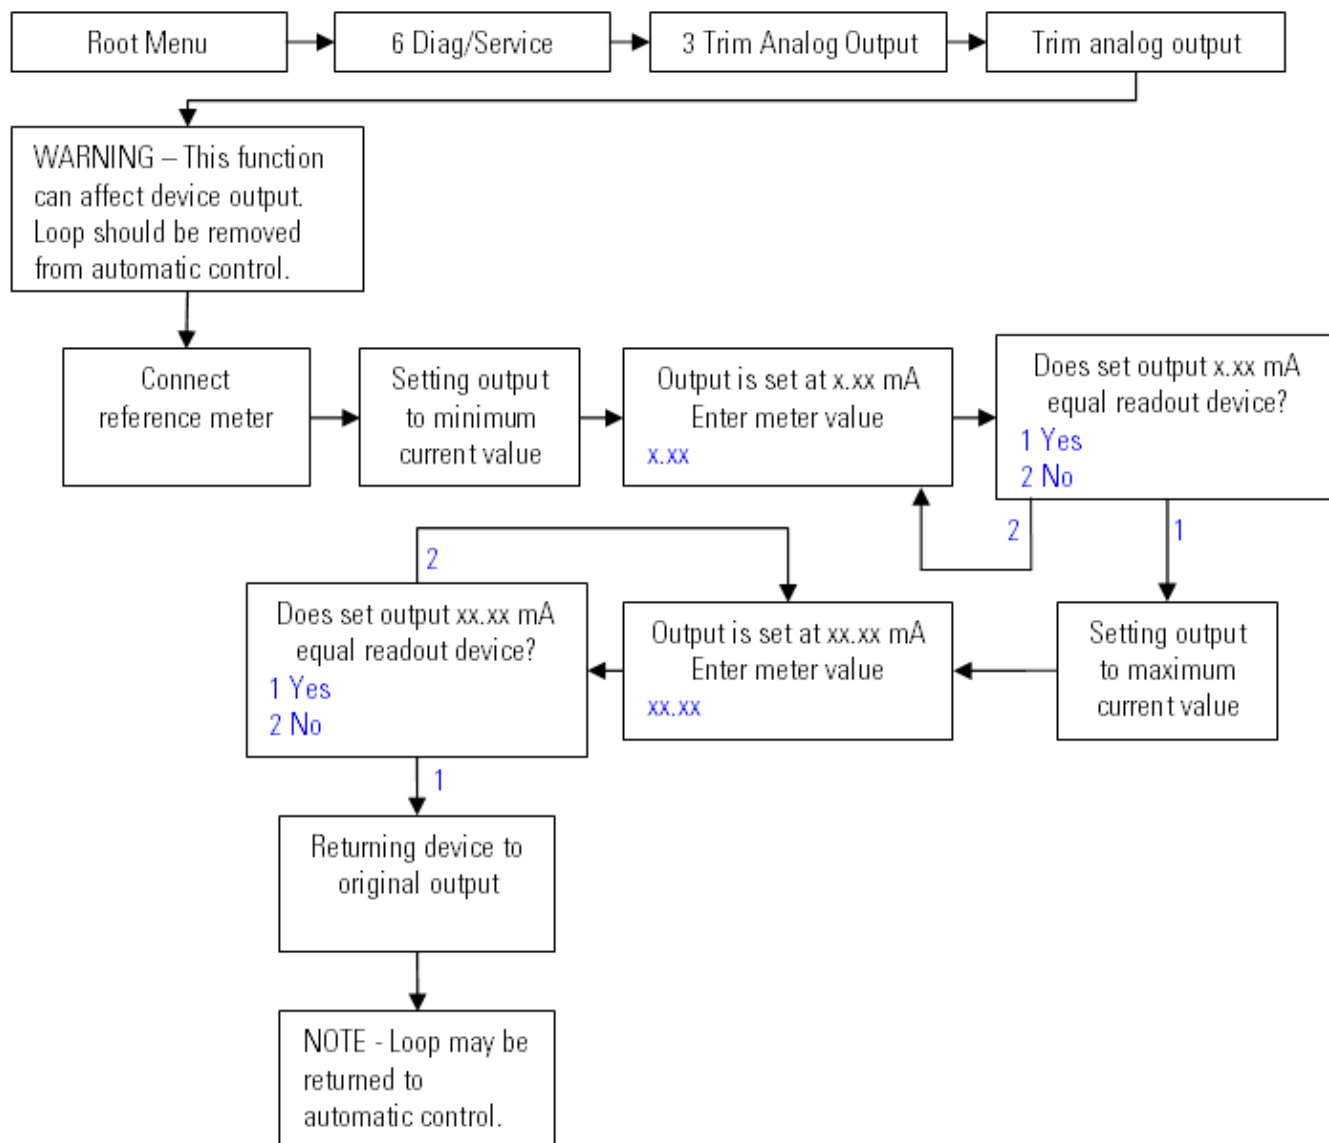 Root Menu
6 Diag/Service
3 Trim Analog Output
Trim analog output
WARNING – This function
can affect device output.
Loop should be removed
from automatic control.
Connect
reference meter
Setting output
to minimum
current value
Output is set at x.xx mA
Enter meter value
x.xx
Does set output x.xx mA
equal readout device?
1 Yes
2 No
2
1
Setting output
to maximum
current value
Output is set at xx.xx mA
Enter meter value
xx.xx
2
Does set output xx.xx mA
equal readout device?
1 Yes
2 No
1
Returning device to
original output
NOTE - Loop may be
returned to
automatic control.